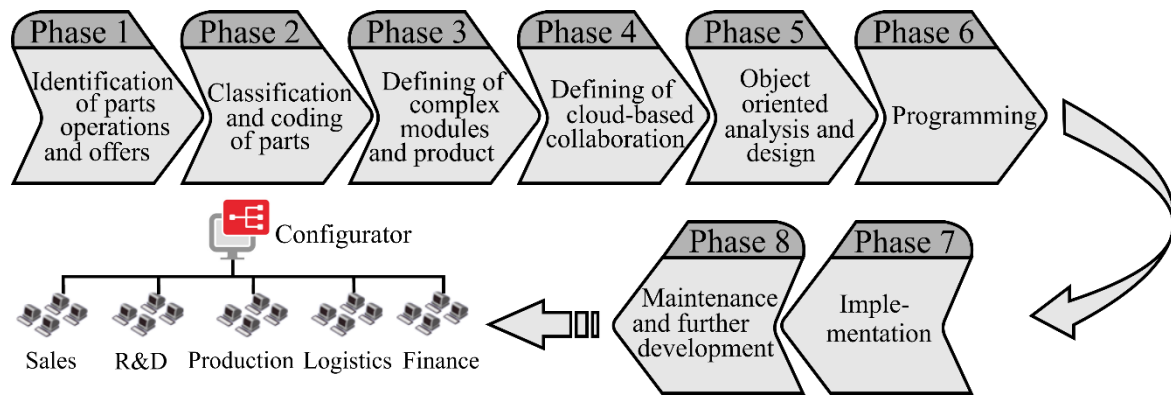 Phase 1
Identification
of parts
operations
and offers
Phase 2
Classification
and coding
of parts
Phase 3
Defining of
complex
modules
and product
Phase 4
Defining of
cloud-based
collaboration
Phase 5
Object
oriented
analysis and
design
Phase 6
Programming
Phase 7
Imple-
mentation
Phase 8
Maintenance
and further
development
Configurator
Sales
R&D
Production
Logistics
Finance